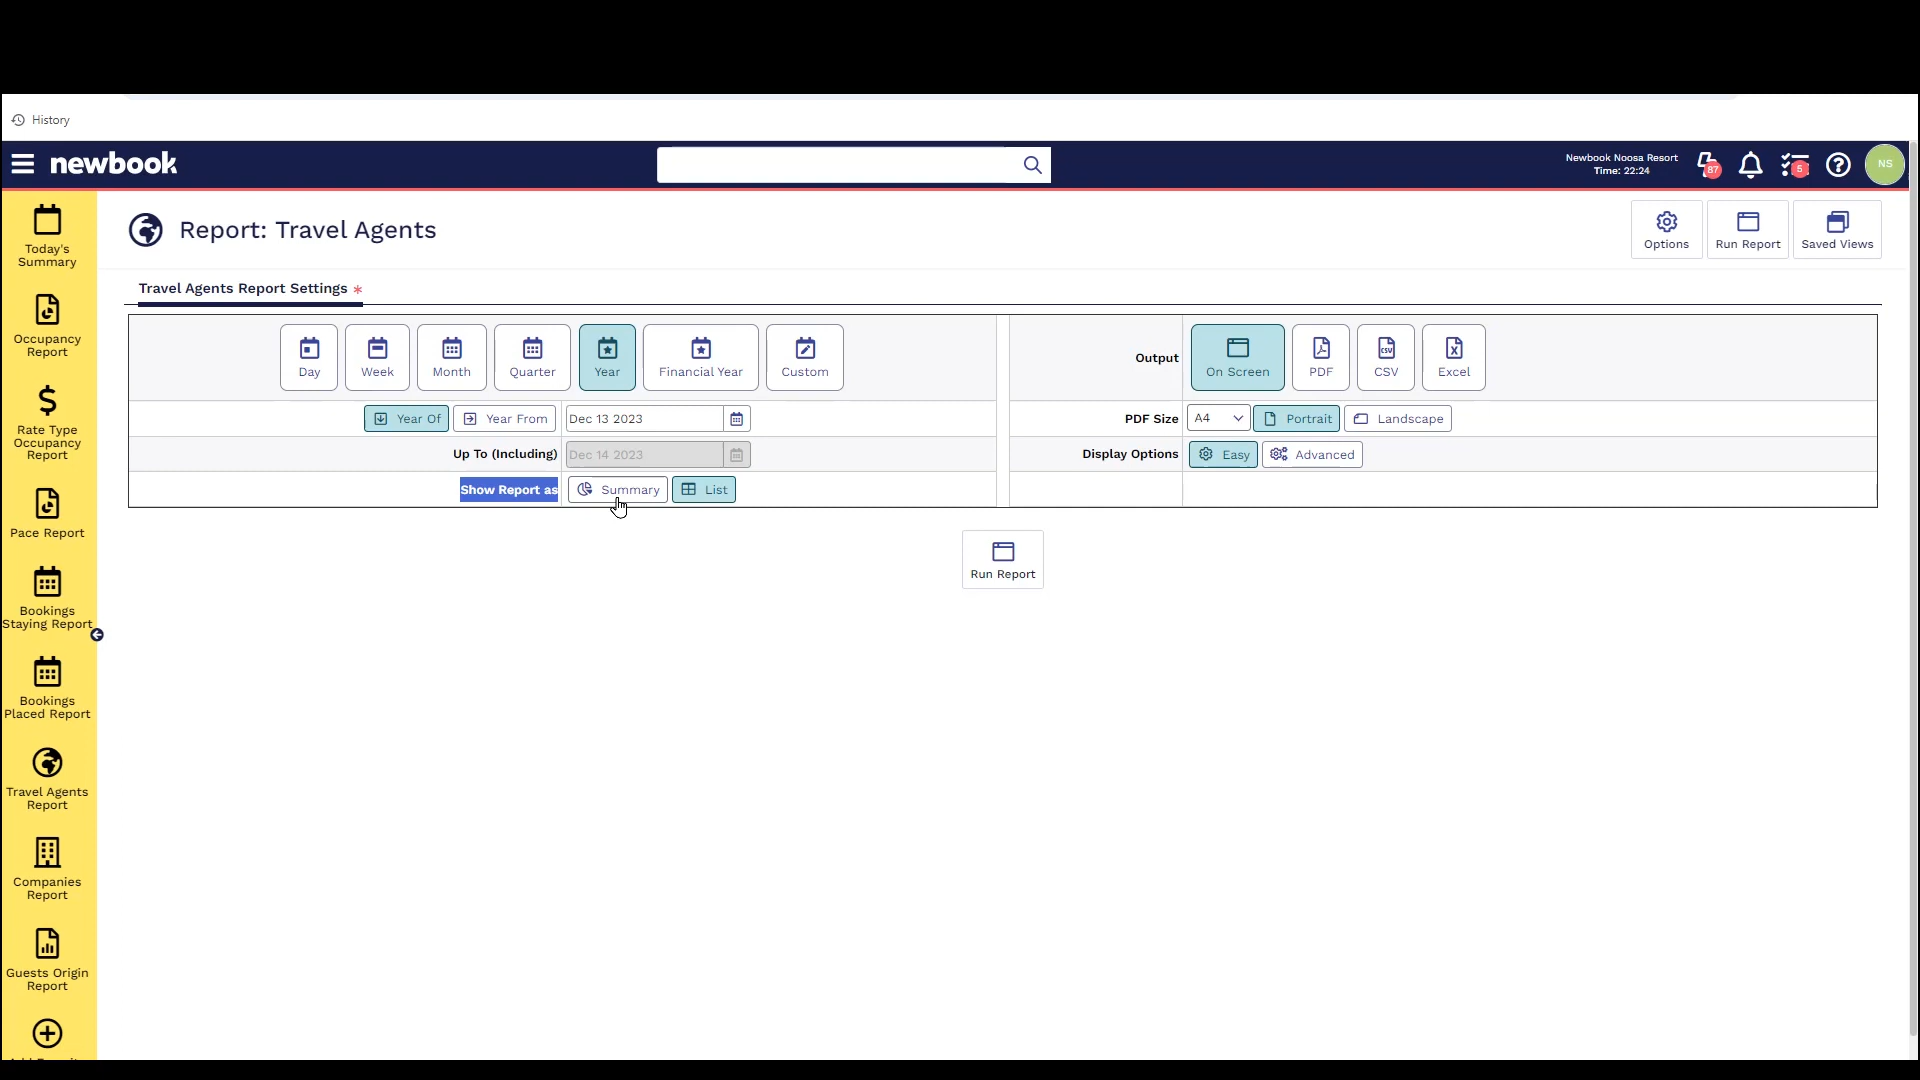 History
newbook
Newbook Noosa Resort
Time: 22:24
87
5
NS
Today's
Summary
Occupancy
Report
Rate Type
Occupancy
Report
Pace Report
Bookings
Staying Report
Bookings
Placed Report
Travel Agents
Report
Companies
Report
Guests Origin
Report
Report: Travel Agents
Options
Run Report
Saved Views
Travel Agents Report Settings *
Day
Week
Month
Quarter
Year
Financial Year
Custom
Year Of
Year From
Dec 13 2023
Up To (Including)
Dec 14 2023
Show Report as
Summary
List
Output
On Screen
PDF
CSV
CSV
X
Excel
PDF Size
A4
Portrait
Landscape
Display Options
Easy
Advanced
Run Report